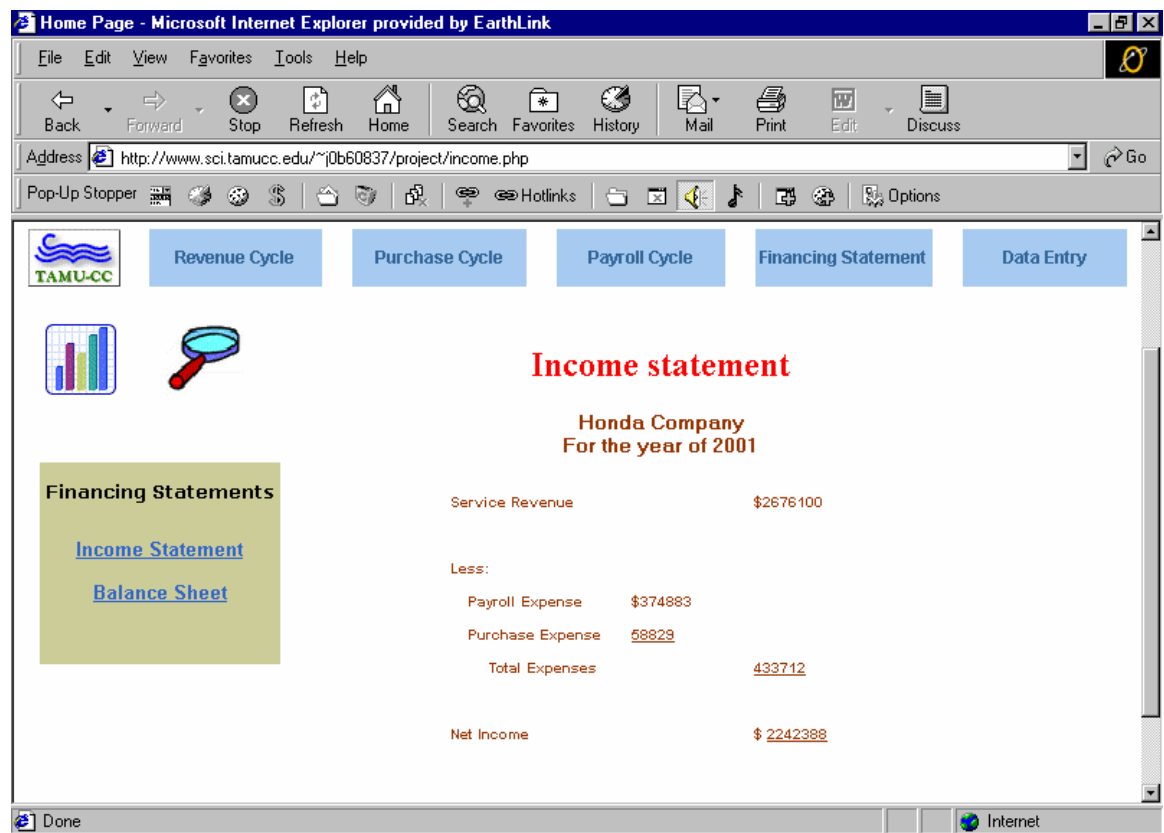 Home Page - Microsoft Internet Explorer provided by EarthLink
File Edit View Favorites Tools Help
Back Forward Stop Refresh Home Search Favorites History Mail Print Edit Discuss
Address http://www.sci.tamucc.edu/~j0b60837/project/income.php Go
Pop-Up Stopper Hotlinks Options
TAMU-CC Revenue Cycle Purchase Cycle Payroll Cycle Financing Statement Data Entry
Income statement
Honda Company
For the year of 2001
Financing Statements
Income Statement
Balance Sheet
Service Revenue $2676100
Less:
Payroll Expense $374883
Purchase Expense 58829
Total Expenses 433712
Net Income $ 2242388
Done Internet